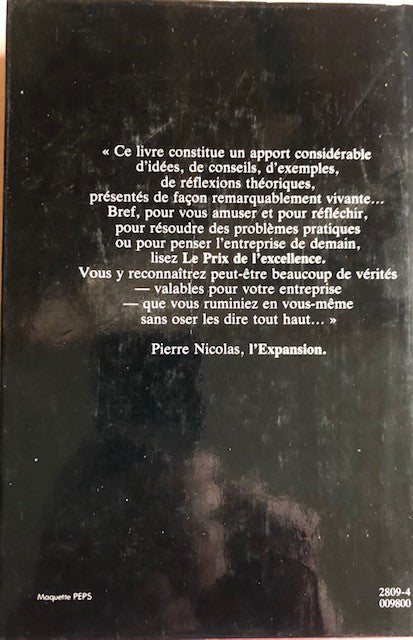 « Ce livre constitue un apport considérable
d'idées, de conseils, d'exemples,
de réflexions théoriques,
présentés de façon remarquablement vivante...
Bref, pour vous amuser et pour réfléchir,
pour résoudre des problèmes pratiques
ou pour penser l'entreprise de demain,
lisez Le Prix de l'excellence.
Vous y reconnaîtrez peut-être beaucoup de vérités
— valables pour votre entreprise
— que vous ruminiez en vous-même
sans oser les dire tout haut... »
Pierre Nicolas, l'Expansion.
Maquette PEPS
2809-4
009800